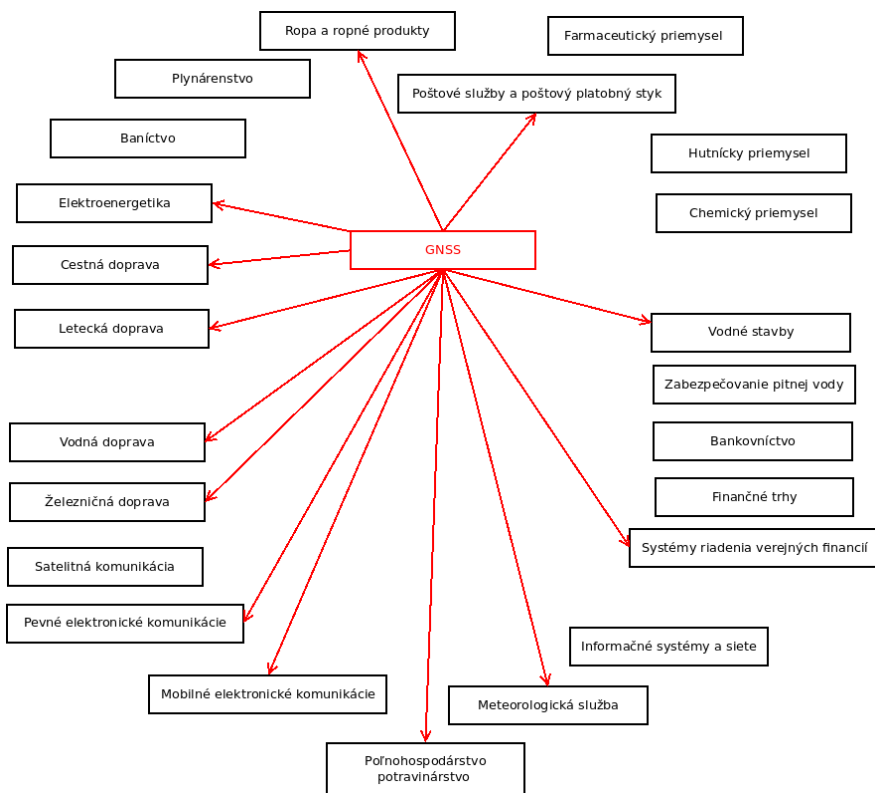 Ropa a ropné produkty
Farmaceutický priemysel
Plynárenstvo
Poštové služby a poštový platobný styk
Baníctvo
Hutnícky priemysel
Elektroenergetika
Chemický priemysel
GNSS
Cestná doprava
Letecká doprava
Vodné stavby
Zabezpečovanie pitnej vody
Vodná doprava
Bankovníctvo
Železničná doprava
Finančné trhy
Systémy riadenia verejných financií
Satelitná komunikácia
Pevné elektronické komunikácie
Informačné systémy a siete
Mobilné elektronické komunikácie
Meteorologická služba
Poľnohospodárstvo
potravinárstvo